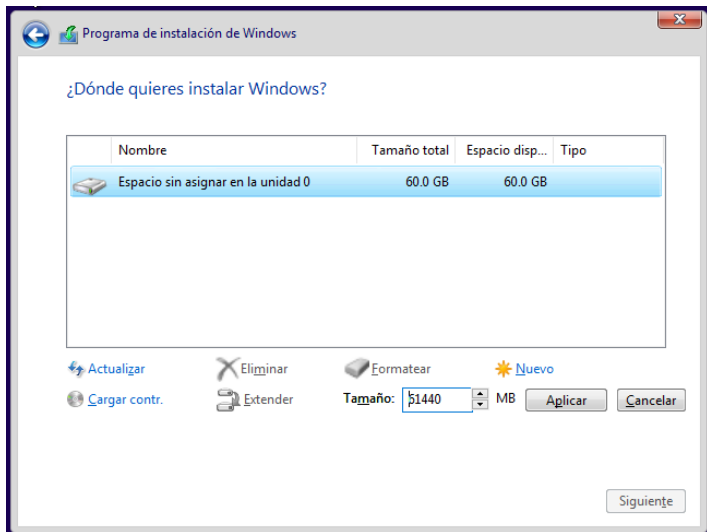 Programa de instalación de Windows
¿Dónde quieres instalar Windows?
Nombre Tamaño total Espacio disp... Tipo
Espacio sin asignar en la unidad 0 60.0 GB 60.0 GB
Actualizar Eliminar Formatear Nuevo
Cargar contr. Extender Tamaño: 61440 MB Aplicar Cancelar
Siguiente